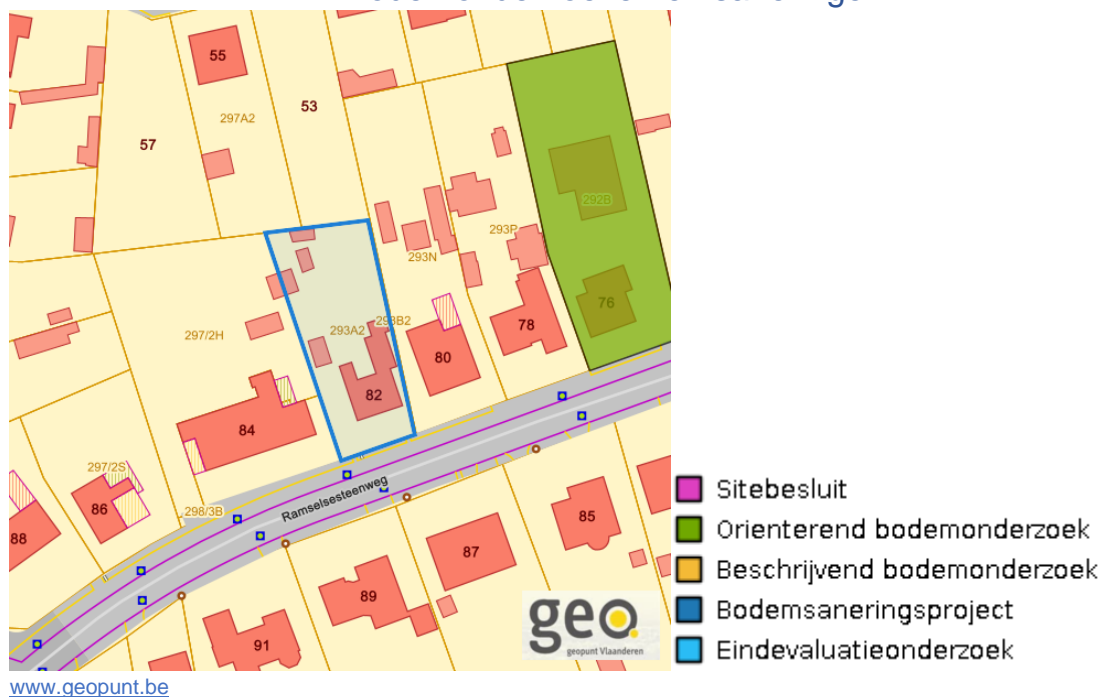 55
297A2
53
57
292B
293P
293N
76
297/2H
293A2
293B2
78
80
82
84
Ramselsesteenweg
297/2S
86
298/3B
88
85
87
89
91
geo
geopunt Vlaanderen
Sitebesluit
Orienterend bodemonderzoek
Beschrijvend bodemonderzoek
Bodemsaneringsproject
Eindevaluatieonderzoek
www.geopunt.be